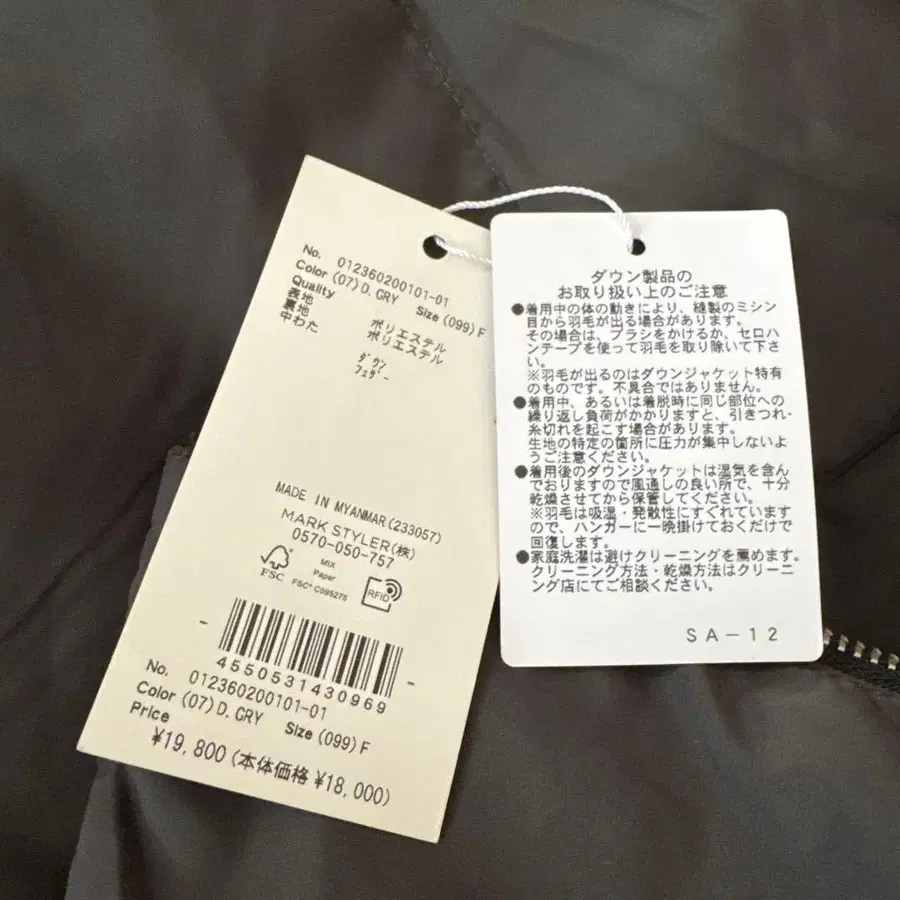 No. 012360200101-01
Color (07) D. GRY Size (099) F
Quality
表地 ポリエステル
裏地 ポリエステル
中わた
ダウン
フェザー
MADE IN MYANMAR (233057)
MARK STYLER (株)
0570-050-757
FSC
MIX
Paper
FSC® C095275
RFID
4550531430969
No. 012360200101-01
Color (07) D. GRY Size (099) F
Price
¥19,800 (本体価格 ¥18,000)
ダウン製品の
お取り扱い上のご注意
●着用中の体の動きにより、縫製のミシン
目から羽毛が出る場合があります。
その場合は、ブラシをかけるか、セロハ
ンテープを使って羽毛を取り除いて下さ
い。
※羽毛が出るのはダウンジャケット特有
のものです。不具合ではありません。
●着用中、あるいは着脱時に同じ部位への
繰り返し負荷がかかりますと、引きつれ・
糸切れを起こす場合があります。
生地の特定の箇所に圧力が集中しないよ
うご注意ください。
●着用後のダウンジャケットは湿気を含ん
でおりますので風通しの良い所で、十分
乾燥させてから保管してください。
※羽毛は吸湿・発散性にすぐれています
ので、ハンガーに一晩掛けておくだけで
回復します。
●家庭洗濯は避けクリーニングを薦めます。
クリーニング方法・乾燥方法はクリーニ
ング店にてご相談ください。
SA-12